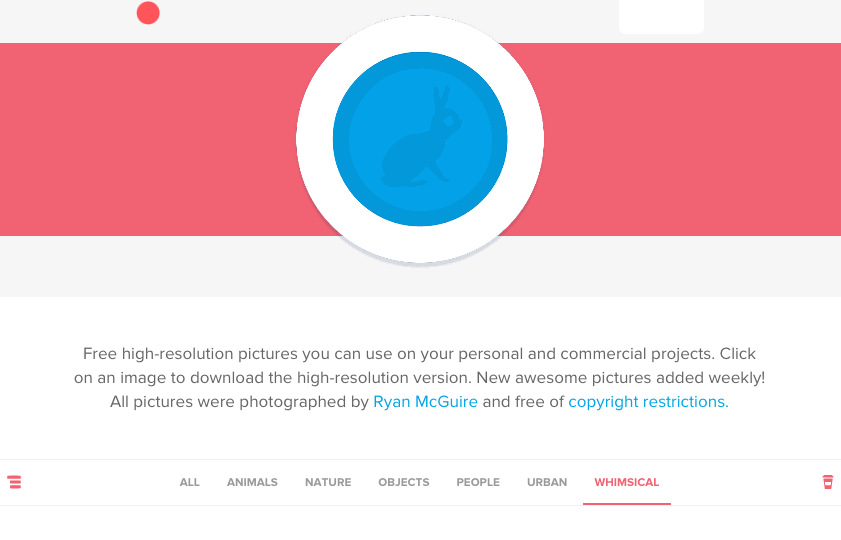 Free high-resolution pictures you can use on your personal and commercial projects. Click
on an image to download the high-resolution version. New awesome pictures added weekly!
All pictures were photographed by Ryan McGuire and free of copyright restrictions.
ALL ANIMALS NATURE OBJECTS PEOPLE URBAN WHIMSICAL